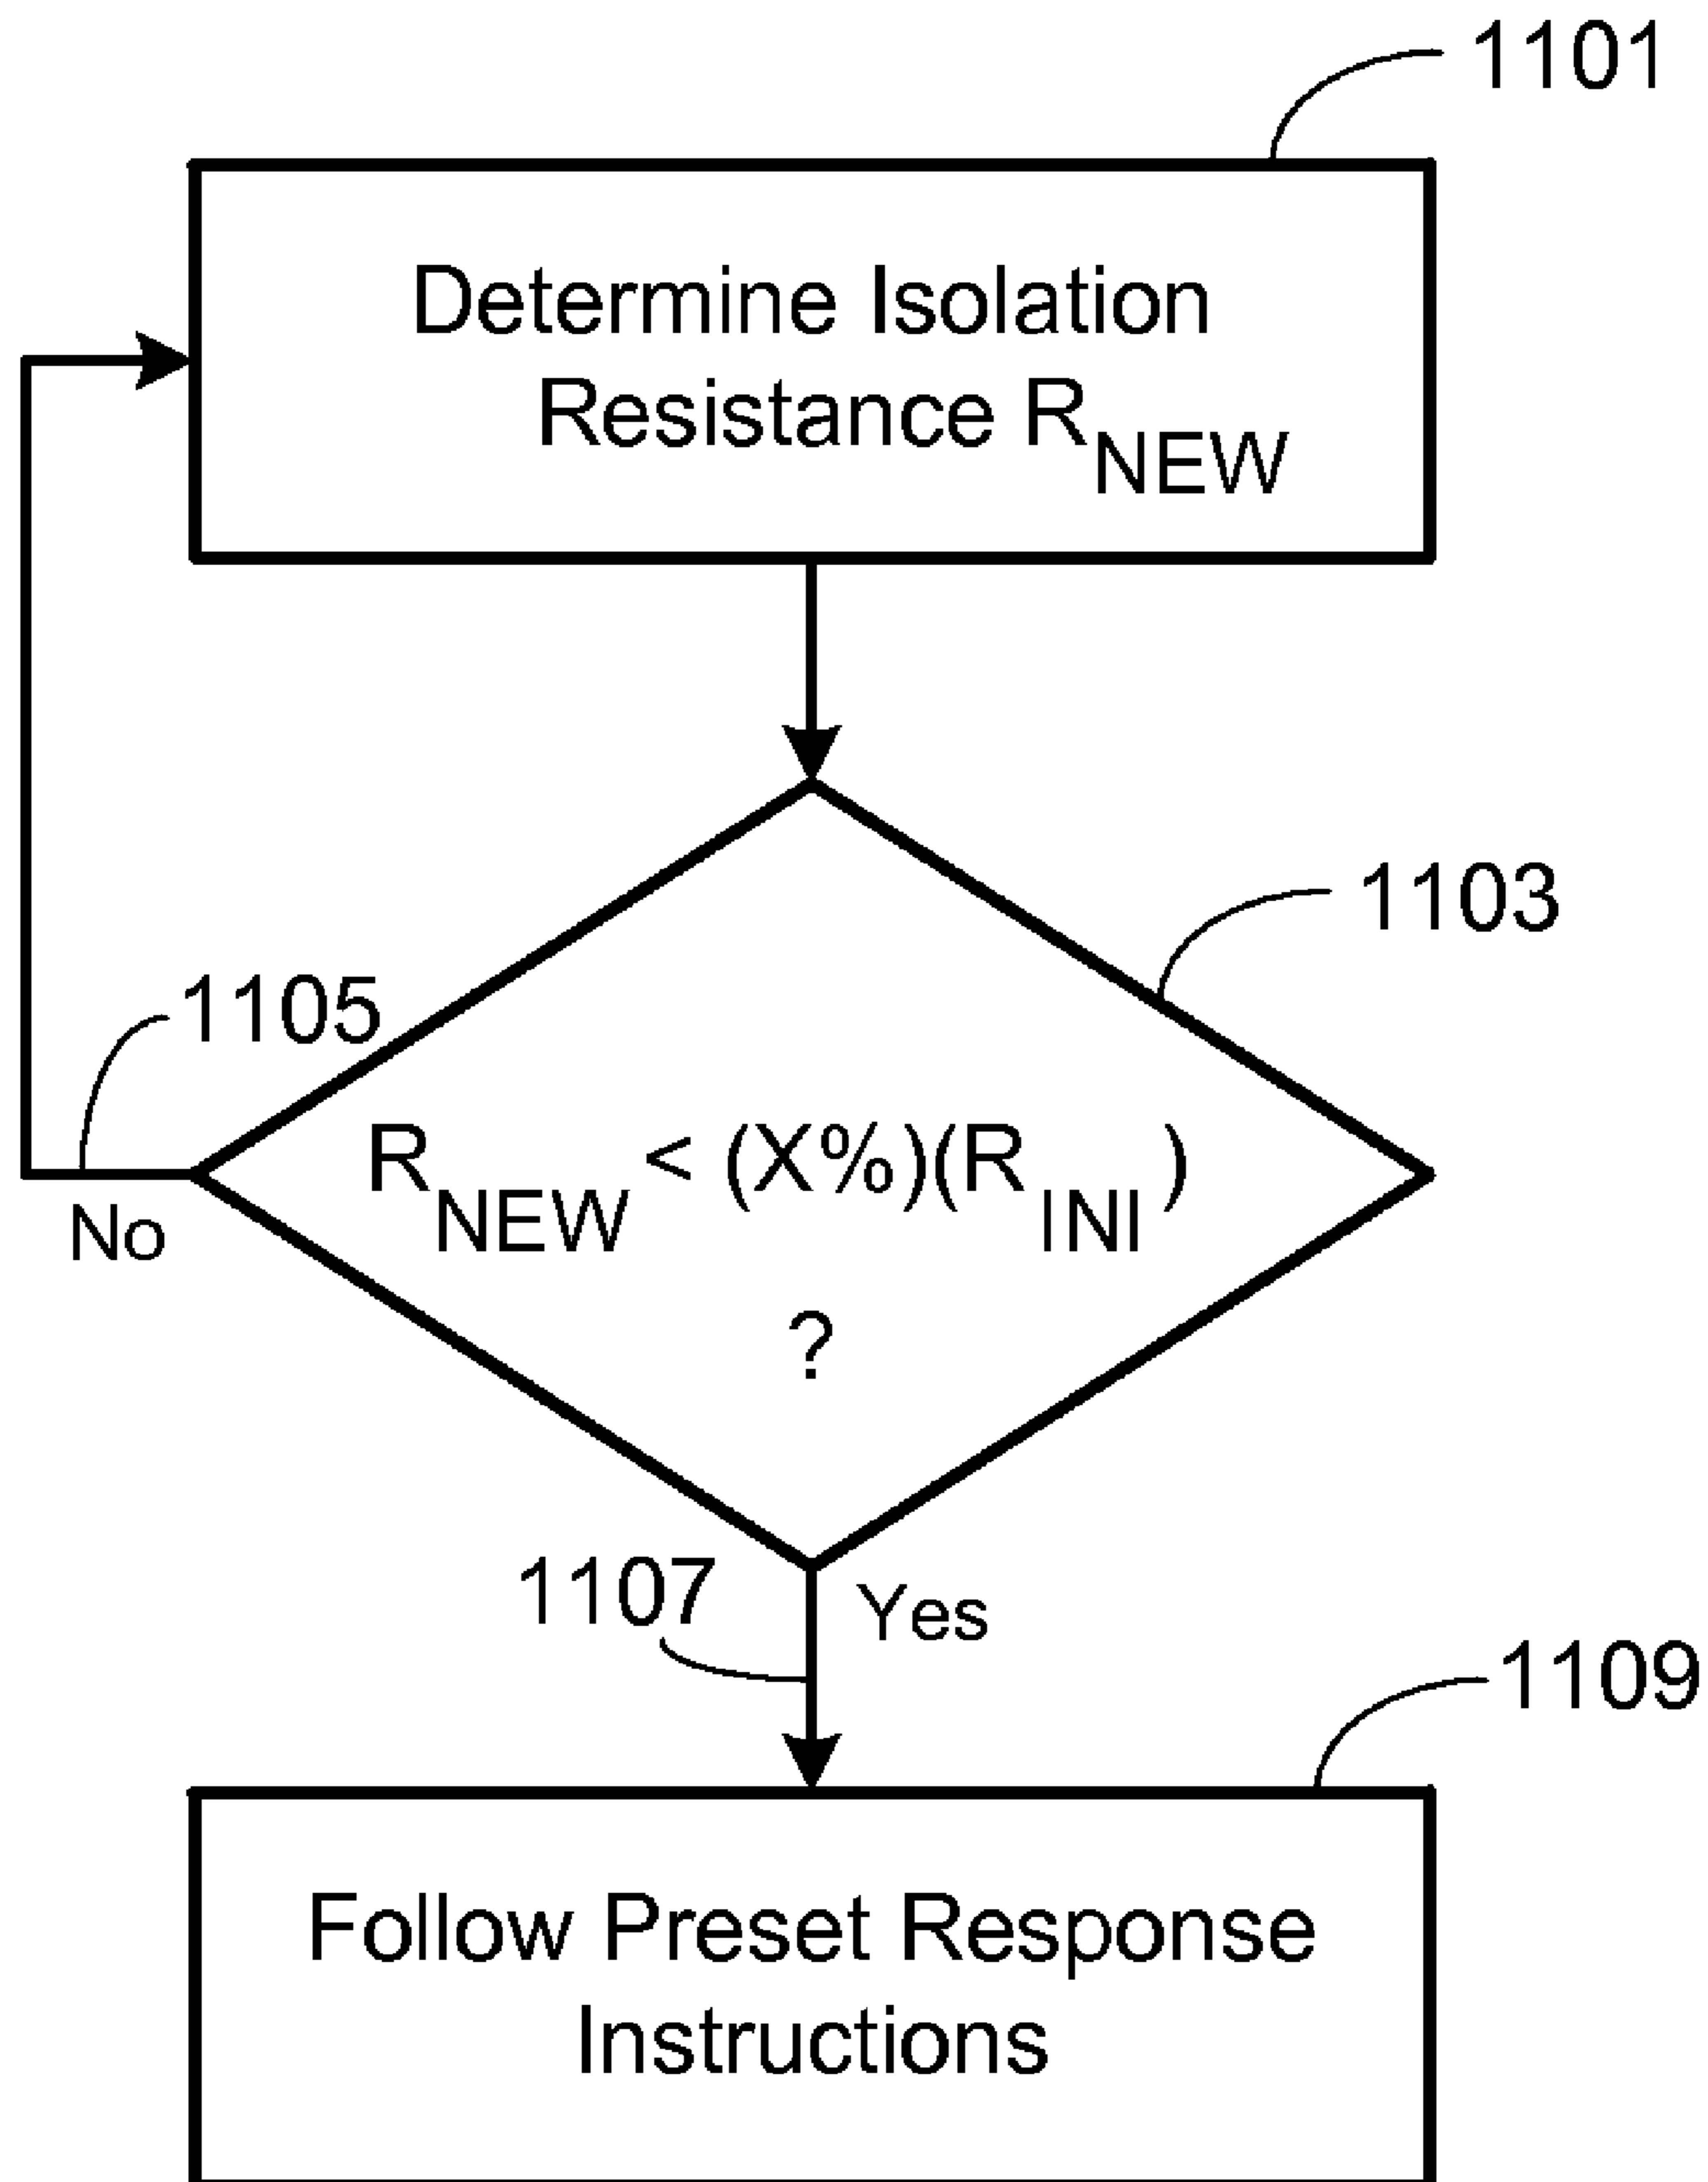 1101
Determine Isolation
Resistance R_NEW
1103
1105
R_NEW < (X%)(R_INI)
No
?
1107
Yes
1109
Follow Preset Response
Instructions